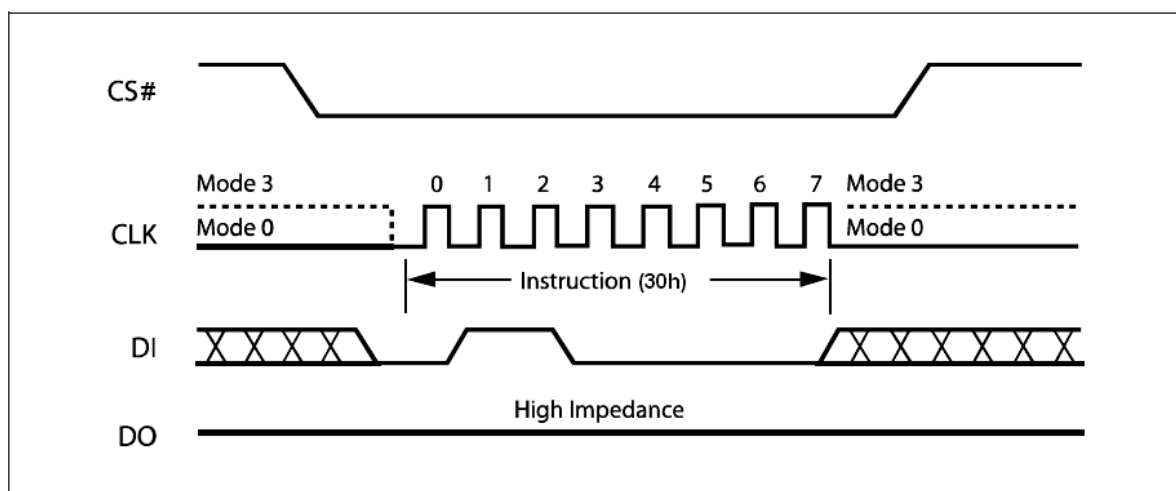 CS#
Mode 3 0 1 2 3 4 5 6 7 Mode 3
CLK Mode 0 Mode 0
Instruction (30h)
DI
High Impedance
DO